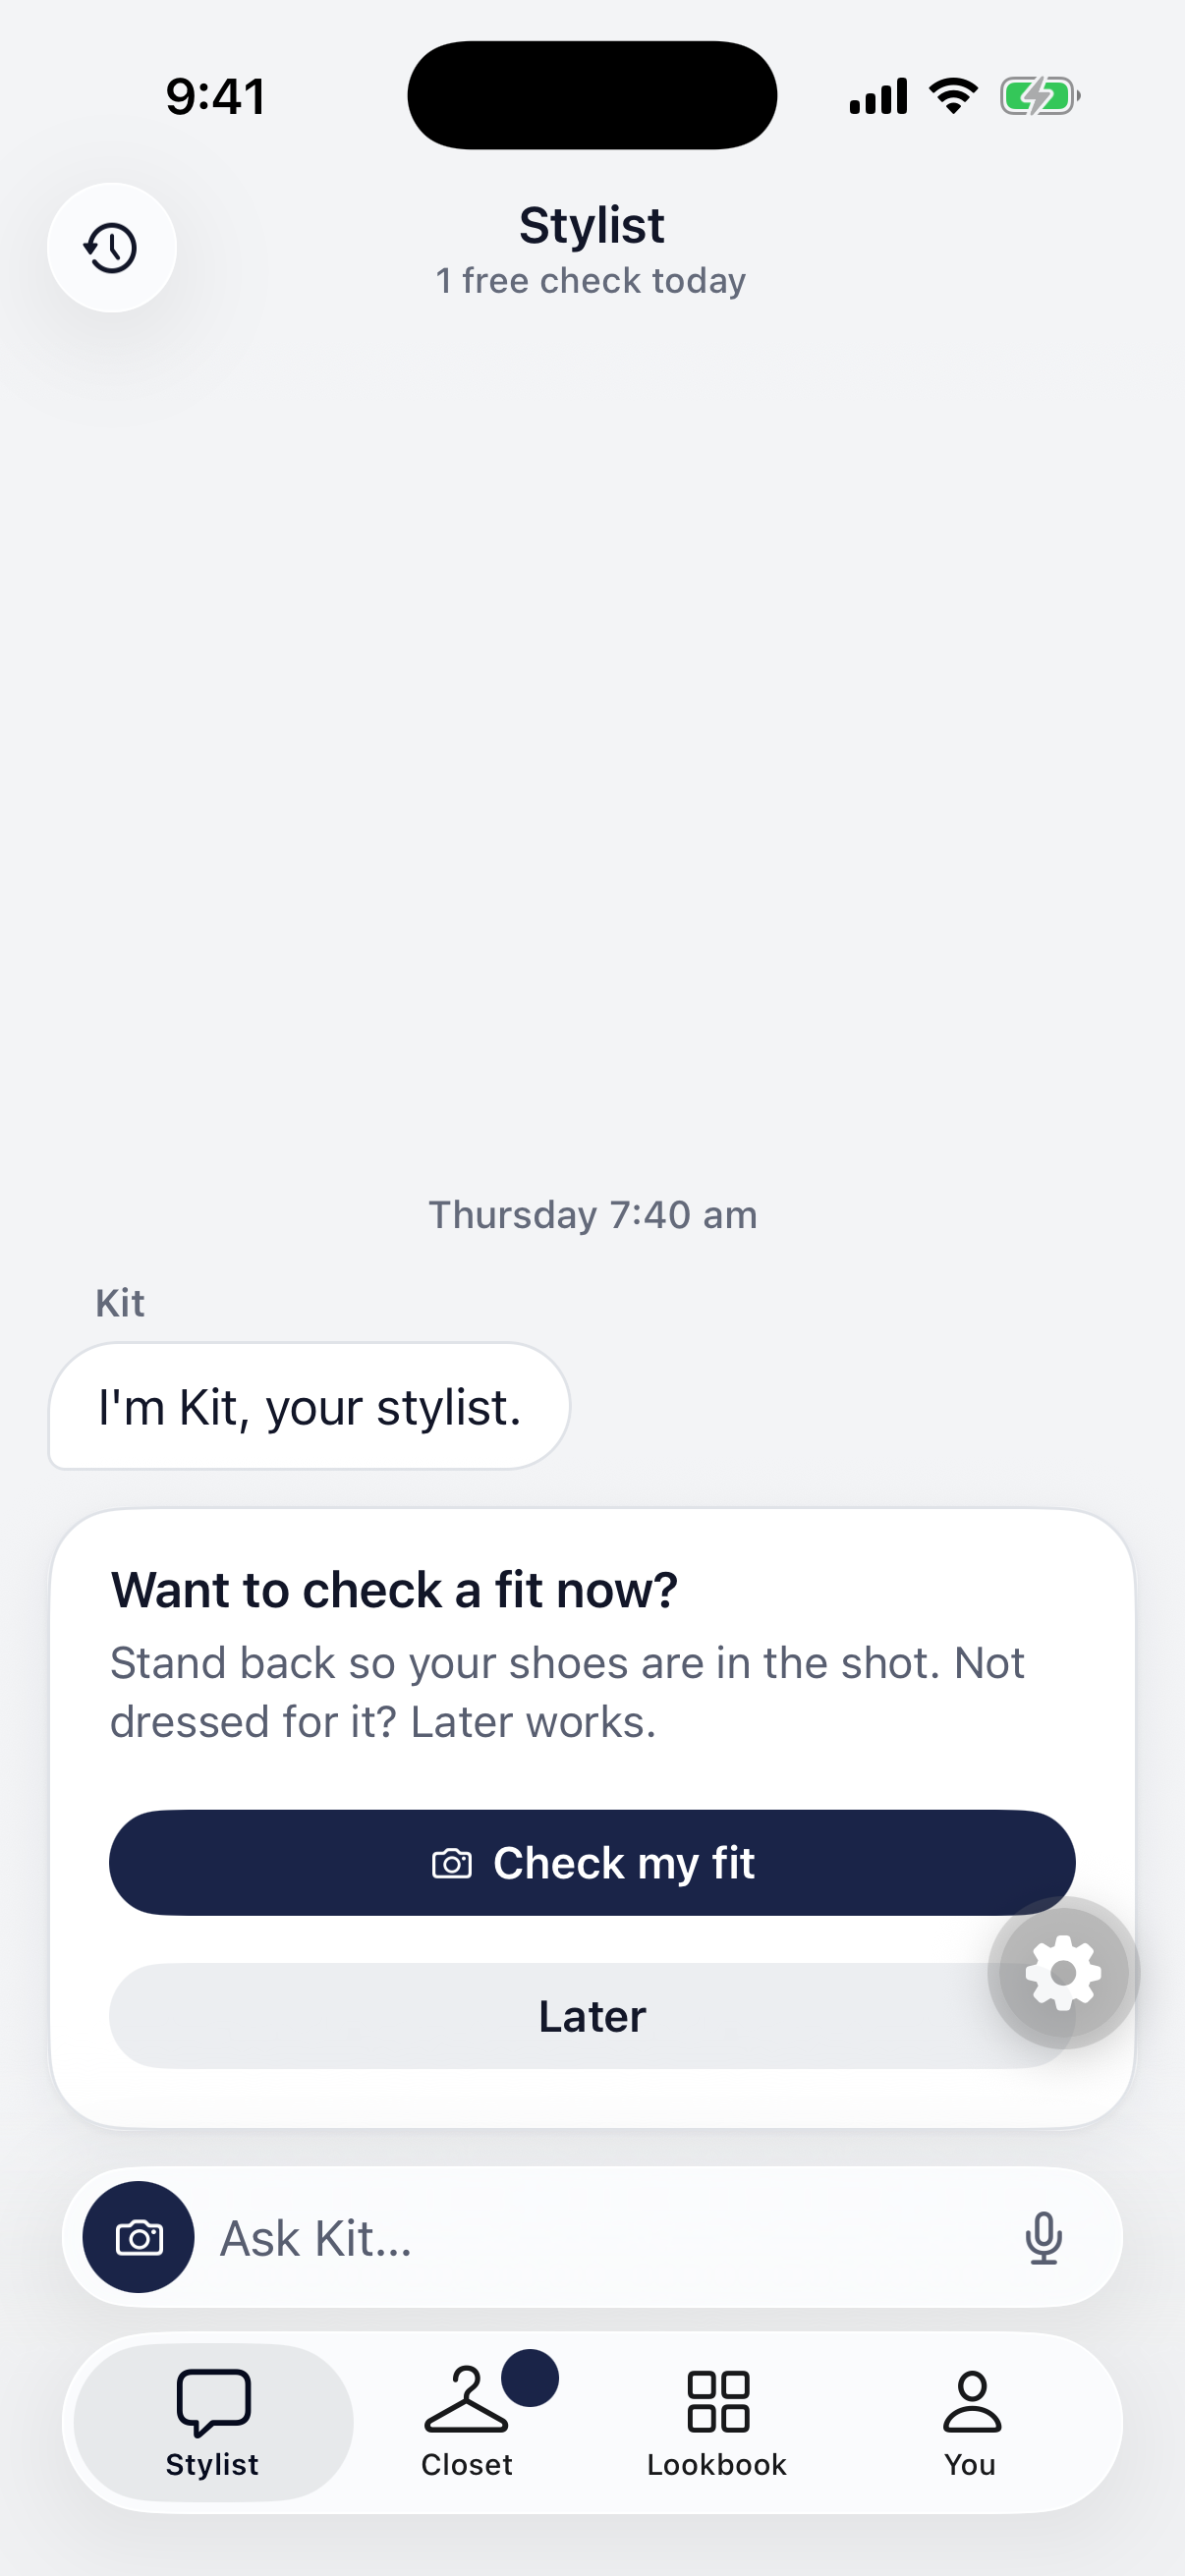 9:41
Stylist
1 free check today
Thursday 7:40 am
Kit
I'm Kit, your stylist.
Want to check a fit now?
Stand back so your shoes are in the shot. Not
dressed for it? Later works.
Check my fit
Later
Ask Kit...
Stylist
Closet
Lookbook
You